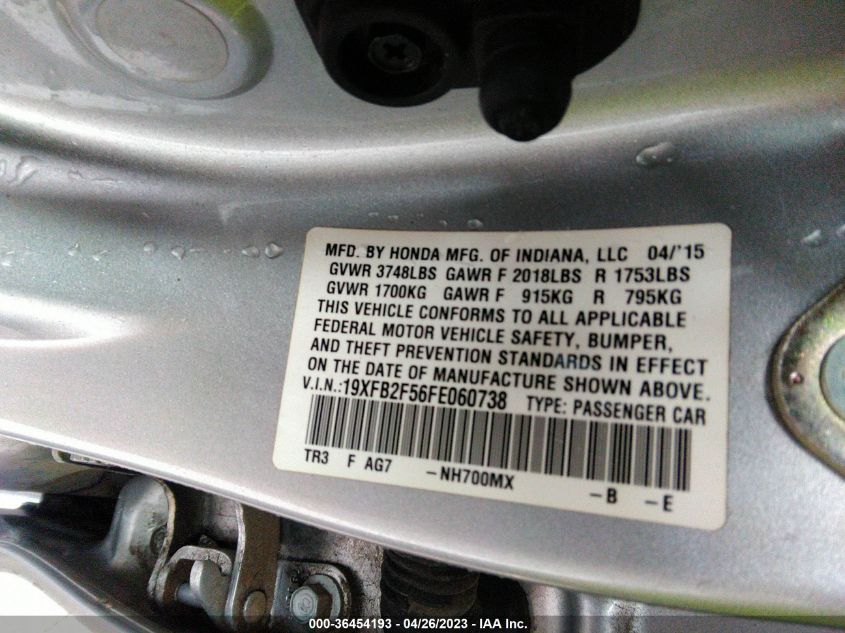 MFD. BY HONDA MFG. OF INDIANA, LLC 04/'15
GVWR 3748LBS GAWR F 2018LBS R 1753LBS
GVWR 1700KG GAWR F 915KG R 795KG
THIS VEHICLE CONFORMS TO ALL APPLICABLE
FEDERAL MOTOR VEHICLE SAFETY, BUMPER,
AND THEFT PREVENTION STANDARDS IN EFFECT
ON THE DATE OF MANUFACTURE SHOWN ABOVE.
V.I.N.:19XFB2F56FE060738 TYPE: PASSENGER CAR
TR3 F AG7 -NH700MX -B -E
000-36454193 - 04/26/2023 - IAA Inc.